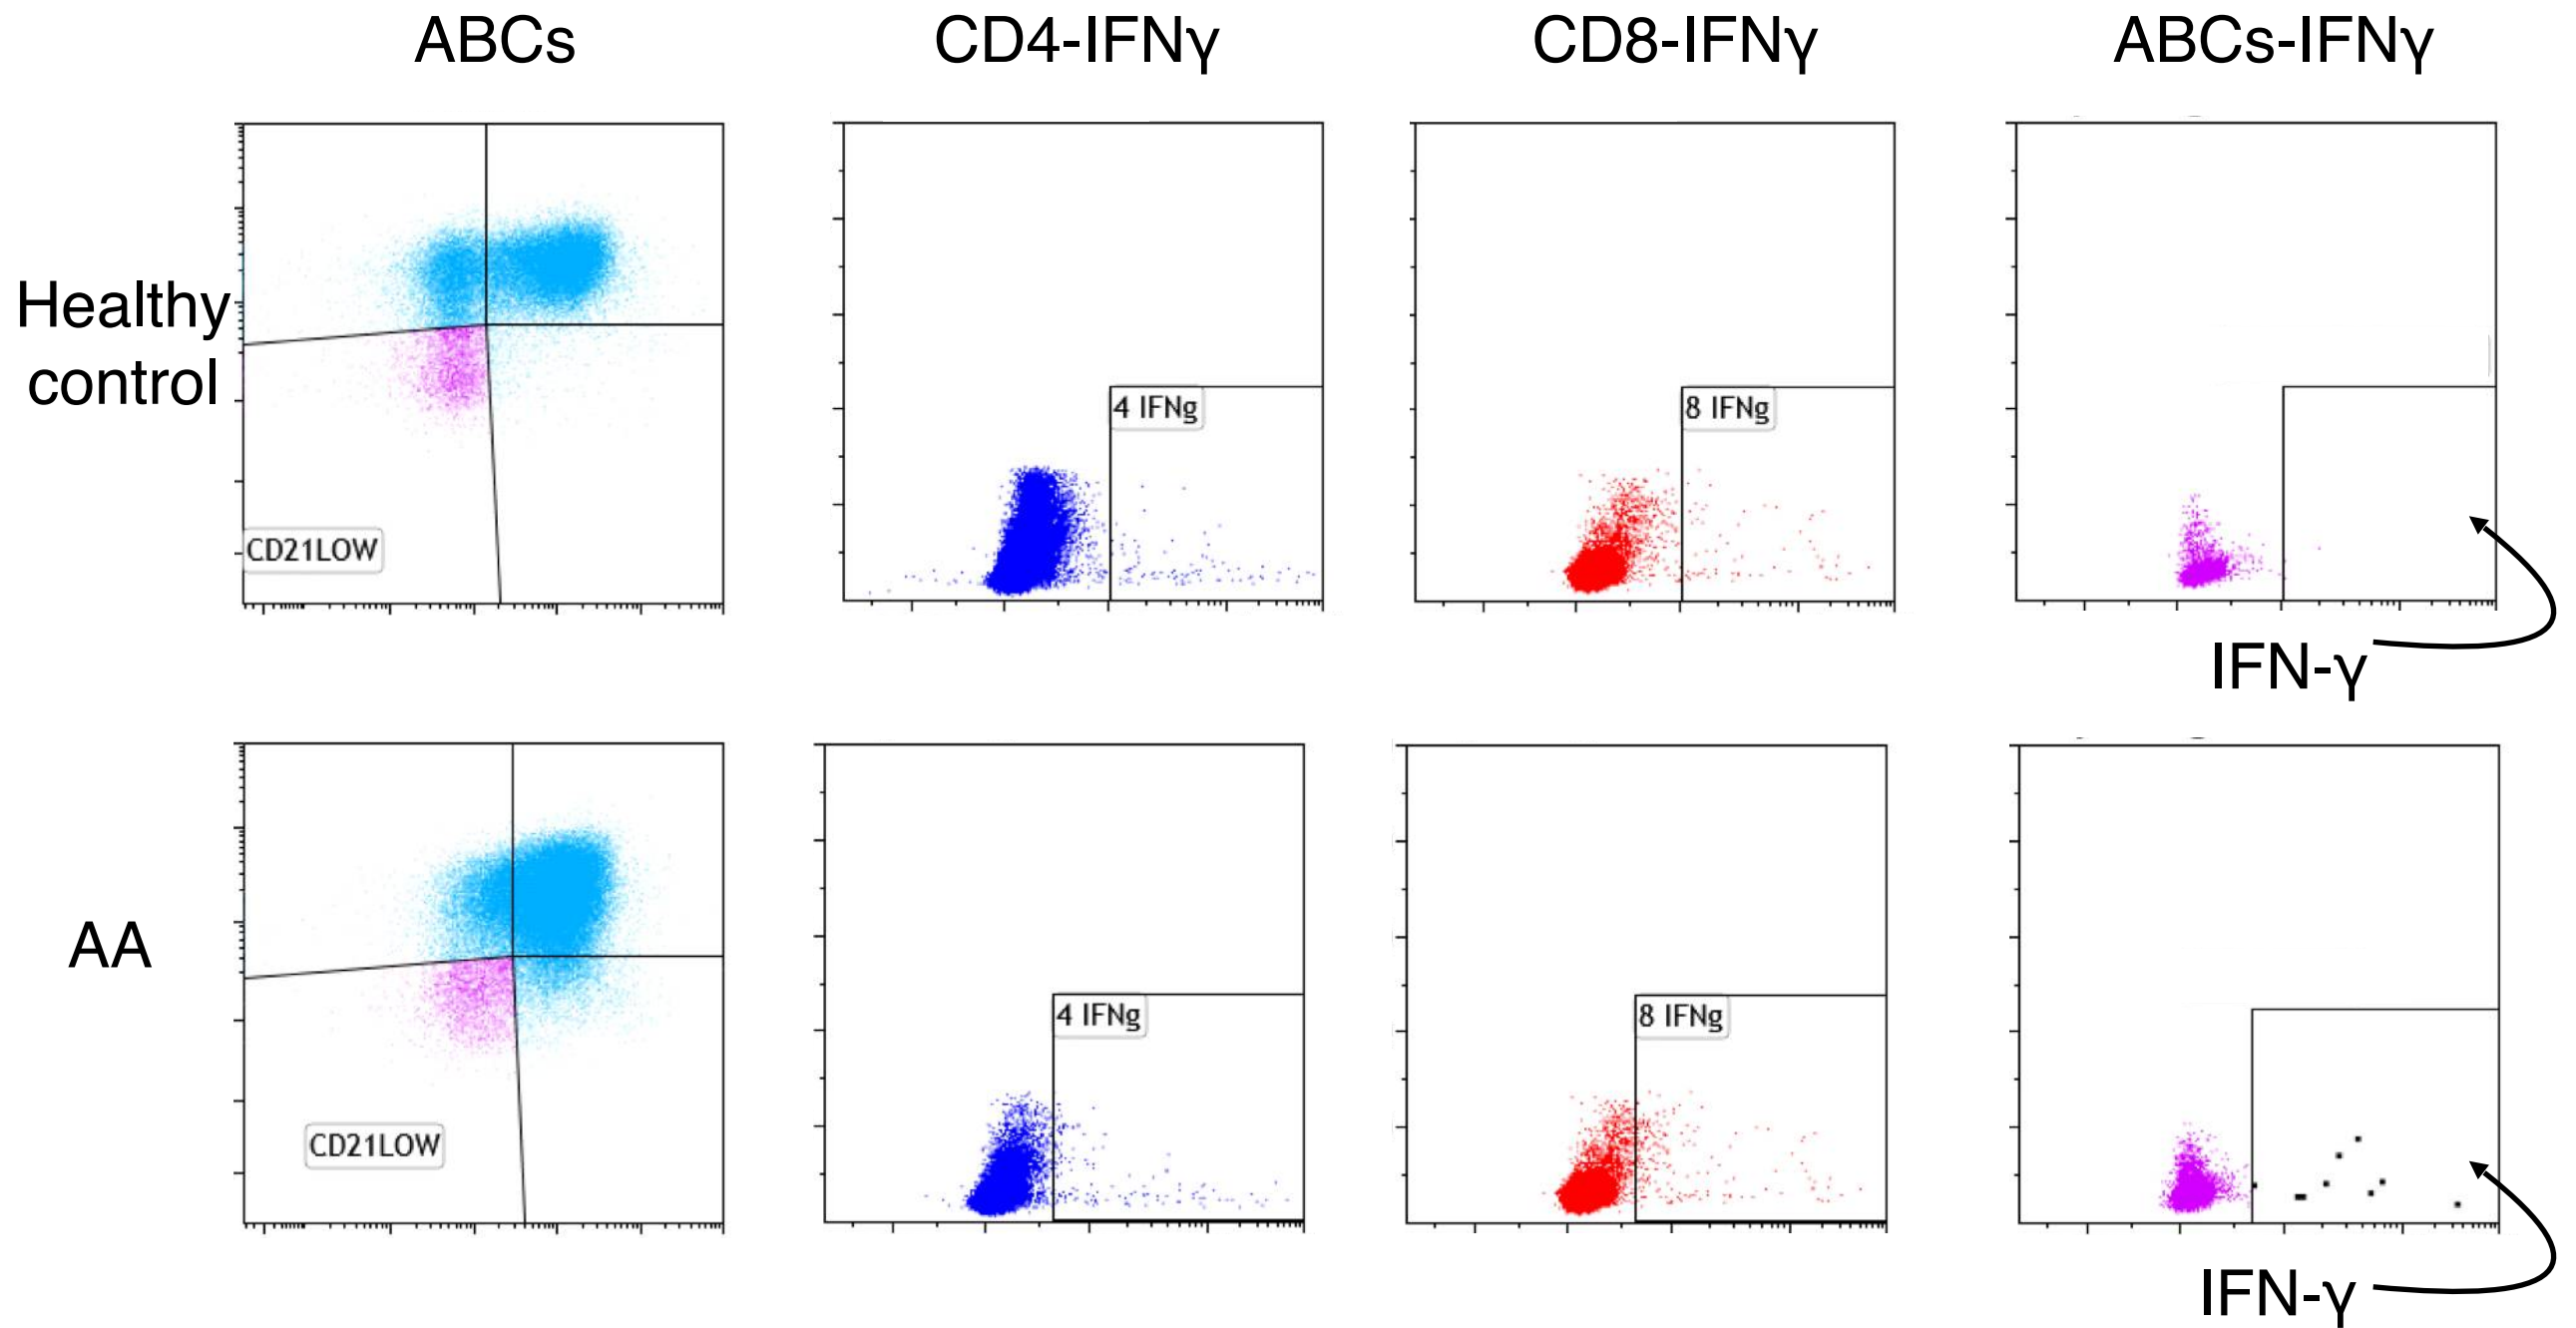 ABCs
CD4-IFNγ
CD8-IFNγ
ABCs-IFNγ
Healthy
control
CD21LOW
4 IFNg
8 IFNg
IFN-γ
AA
CD21LOW
4 IFNg
8 IFNg
IFN-γ